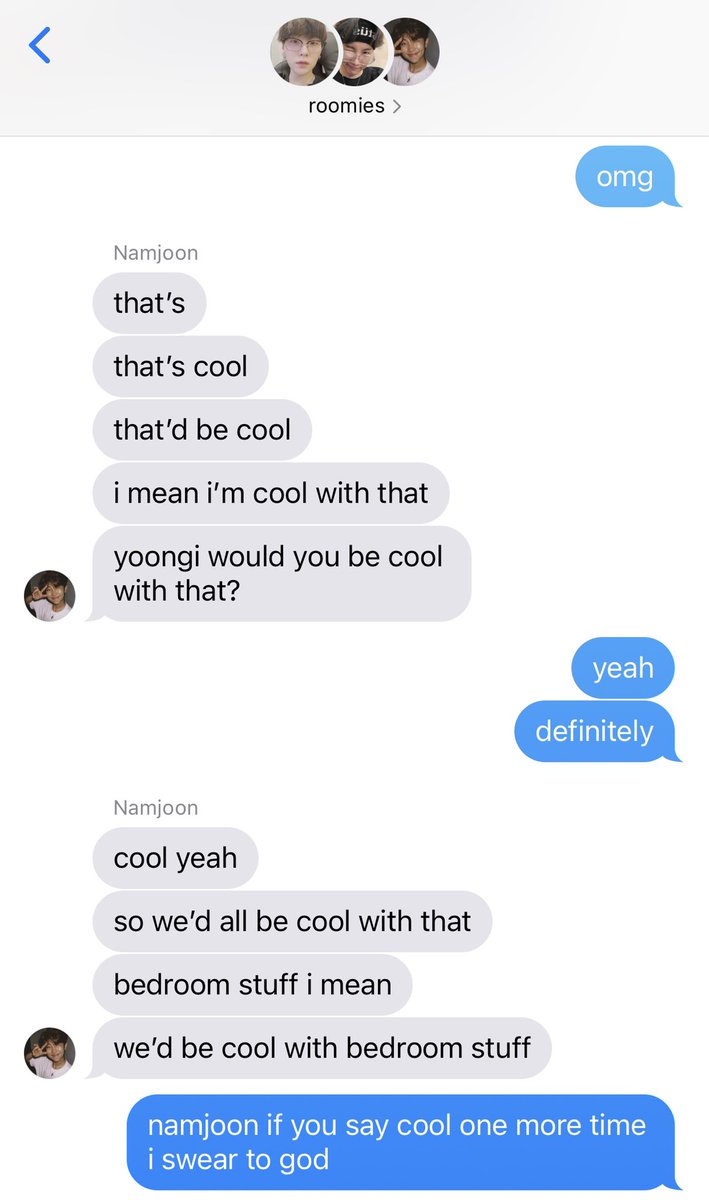 roomies
omg
Namjoon
that’s
that’s cool
that’d be cool
i mean i’m cool with that
yoongi would you be cool
with that?
yeah
definitely
Namjoon
cool yeah
so we’d all be cool with that
bedroom stuff i mean
we’d be cool with bedroom stuff
namjoon if you say cool one more time
i swear to god